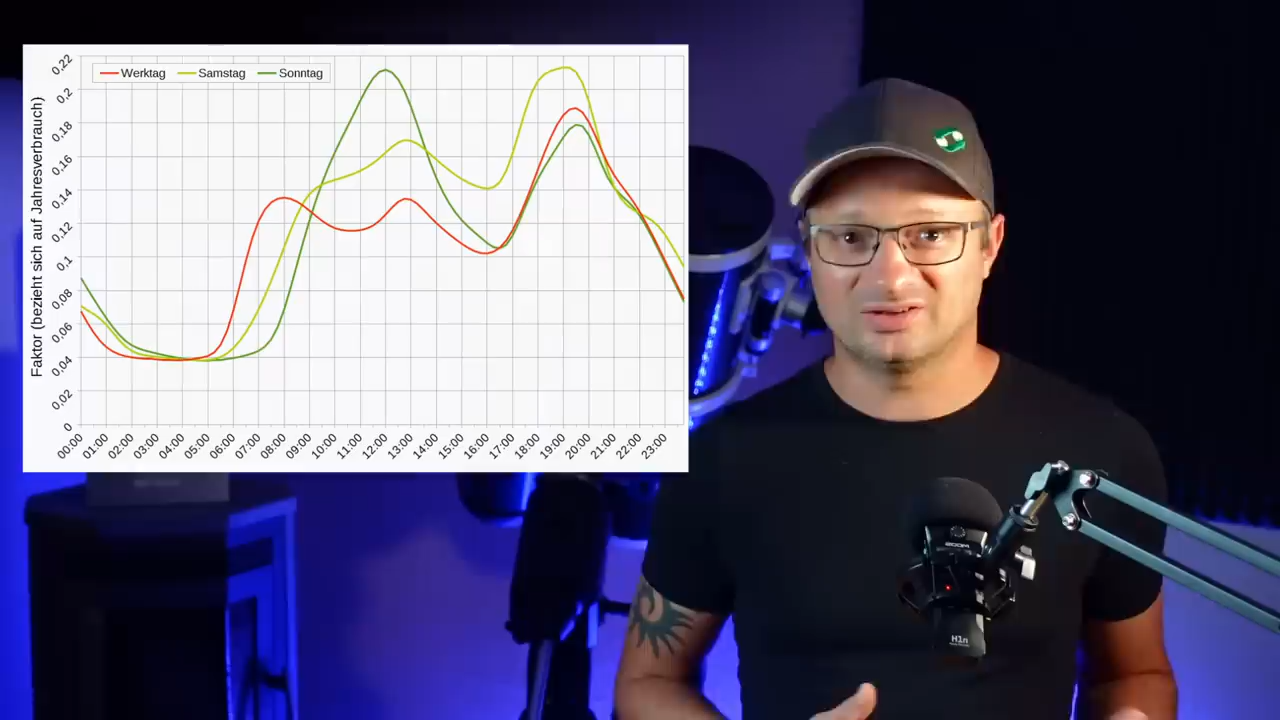 Faktor (bezieht sich auf Jahresverbrauch)
Werktag Samstag Sonntag
0.22
0.2
0.18
0.16
0.14
0.12
0.1
0.08
0.06
0.04
0.02
0
00:00 01:00 02:00 03:00 04:00 05:00 06:00 07:00 08:00 09:00 10:00 11:00 12:00 13:00 14:00 15:00 16:00 17:00 18:00 19:00 20:00 21:00 22:00 23:00
zoom
H1n